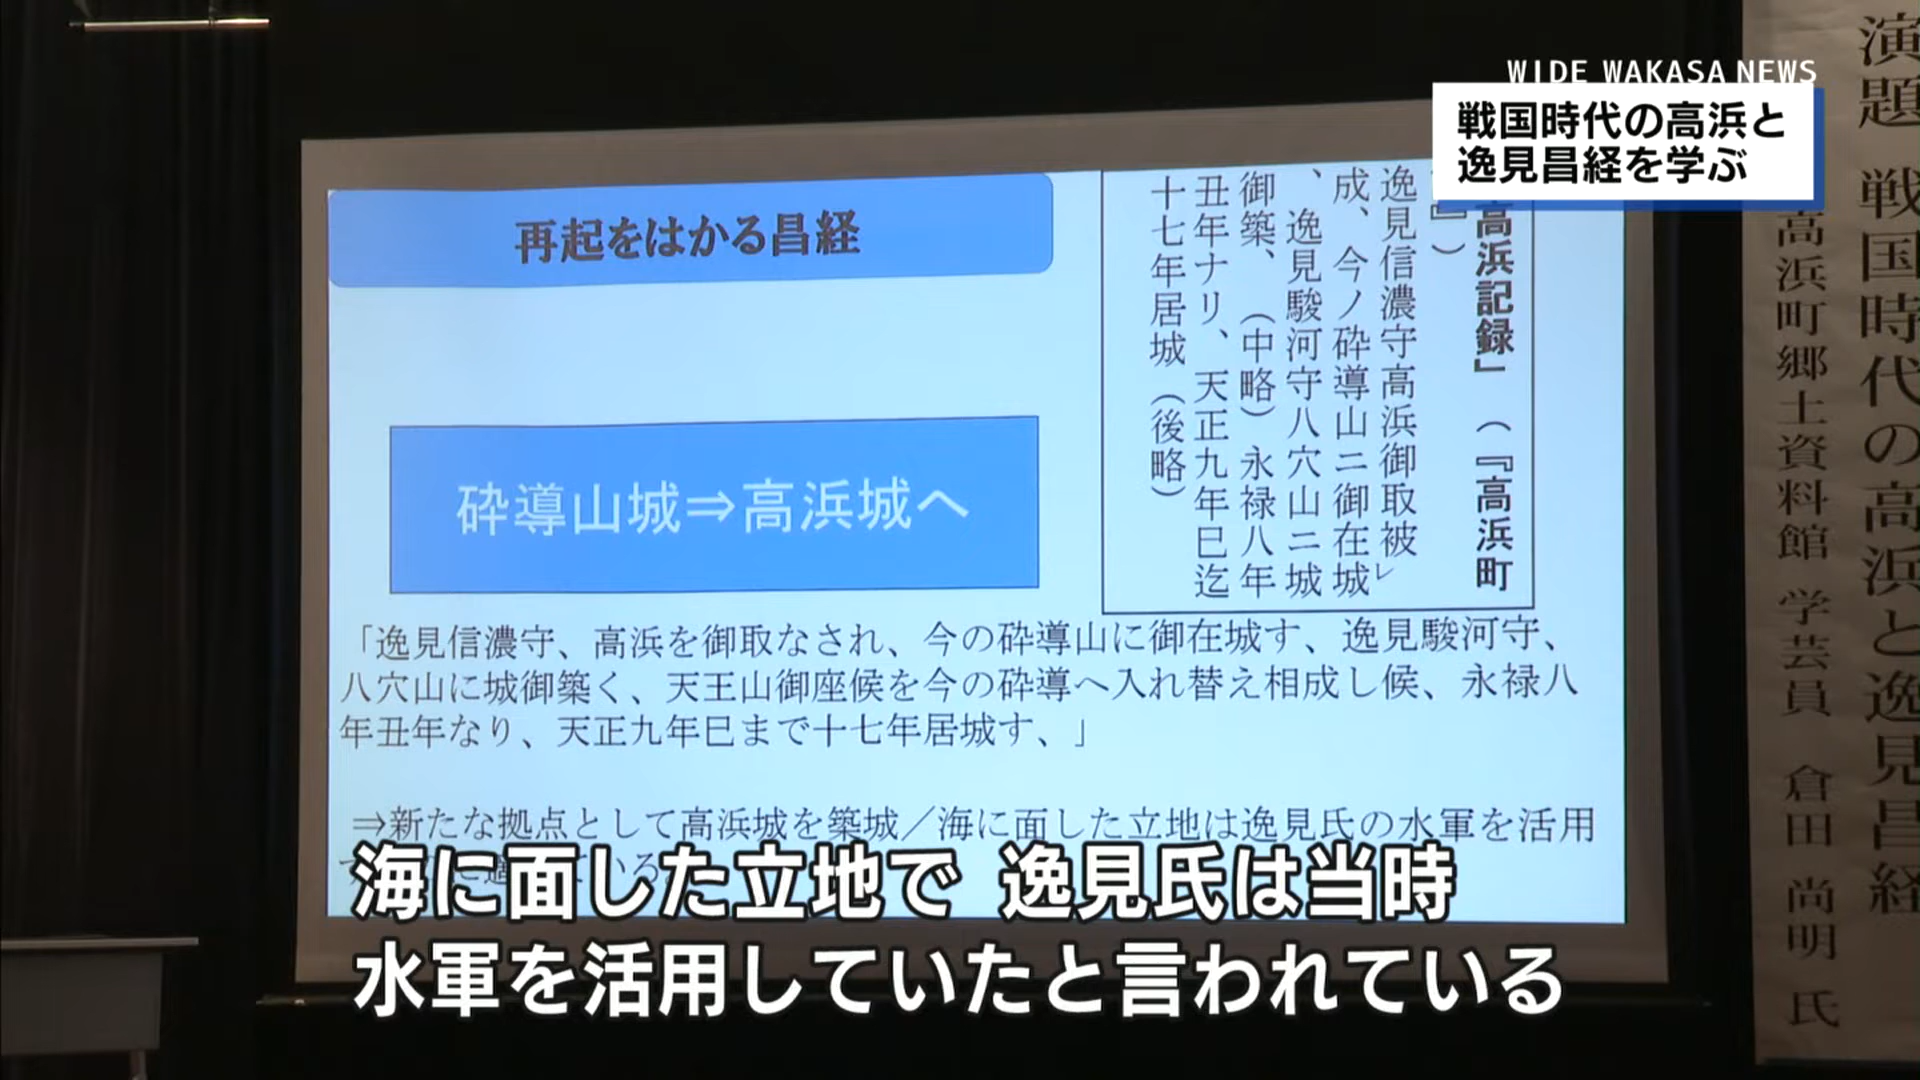 WIDE WAKASA NEWS
戦国時代の高浜と
逸見昌経を学ぶ
再起をはかる昌経
砕導山城⇒高浜城へ
高浜記録」（『高浜町
』）
逸見信濃守高浜御取被レ
成、今ノ砕導山ニ御在城
、逸見駿河守八穴山ニ城
御築、（中略）永禄八年
丑年ナリ、天正九年巳迄
十七年居城（後略）
「逸見信濃守、高浜を御取なされ、今の砕導山に御在城す、逸見駿河守、
八穴山に城御築く、天王山御座候を今の砕導へ入れ替え相成し候、永禄八
年丑年なり、天正九年巳まで十七年居城す、」
⇒新たな拠点として高浜城を築城／海に面した立地は逸見氏の水軍を活用
海に面した立地で 逸見氏は当時
水軍を活用していたと言われている
演題 戦国時代の高浜と逸見昌経
高浜町郷土資料館 学芸員 倉田 尚明 氏